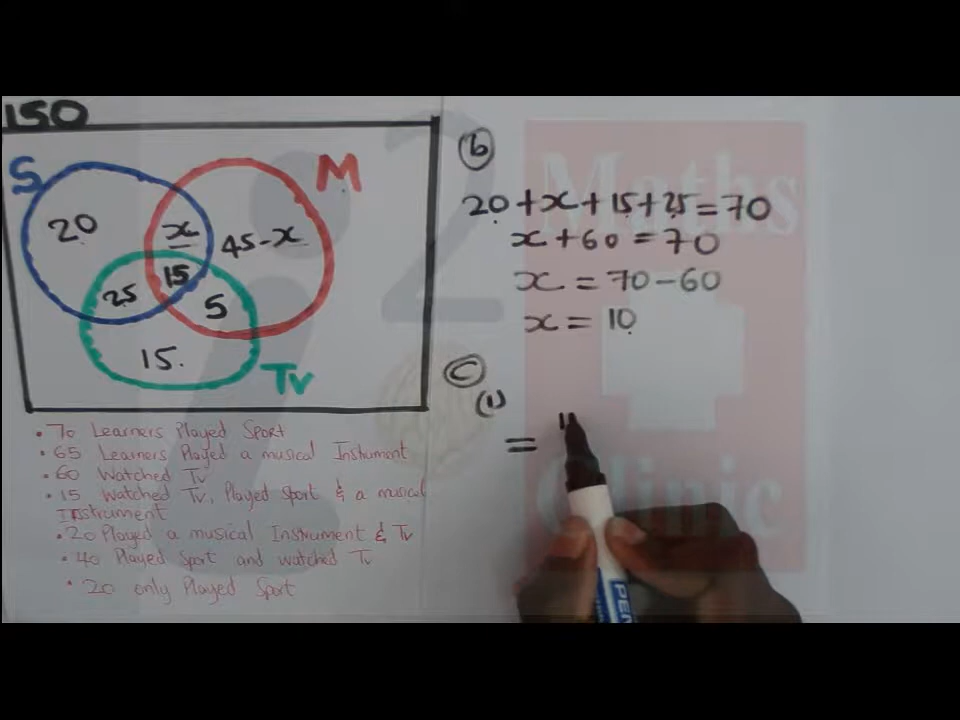 150
S
M
20
x
45-x
15
25
5
15.
TV
• 70 Learners Played Sport
• 65 Learners Played a musical Instrument
• 60 Watched TV
• 15 Watched TV, Played Sport & a musical
Instrument
• 20 Played a musical Instrument & TV
• 40 Played Sport and watched TV
• 20 only Played Sport
(b)
20+x+15+25=70
x+60=70
x=70-60
x=10
(c)
(i)
=
i2
Maths
Clinic
PEN